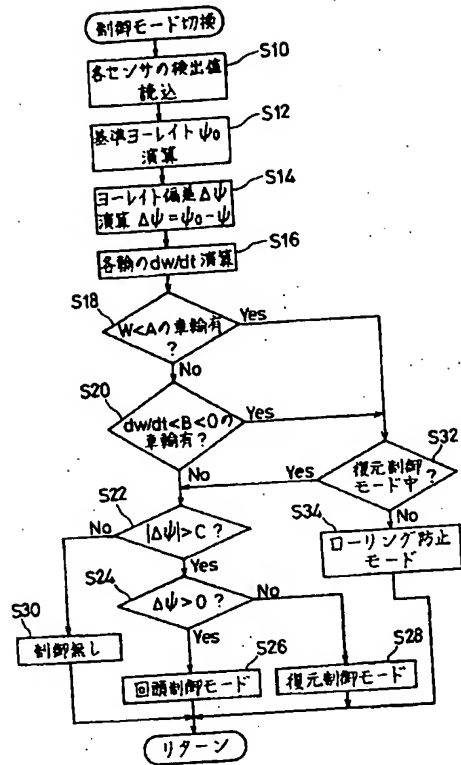 制御モード切換
S10
各センサの検出値
読込
S12
基準ヨーレイトψ₀
演算
S14
ヨーレイト偏差Δψ
演算 Δψ=ψ₀-ψ
S16
各輪のdw/dt 演算
S18
W<Aの車輪有
?
Yes
No
S20
dw/dt<B<0の
車輪有?
Yes
No
S32
復元制御
モード中?
Yes
No
S22
|Δψ|>C?
No
Yes
S34
ローリング防止
モード
S24
Δψ>0?
No
Yes
S30
制御無し
S26
回頭制御モード
S28
復元制御モード
リターン